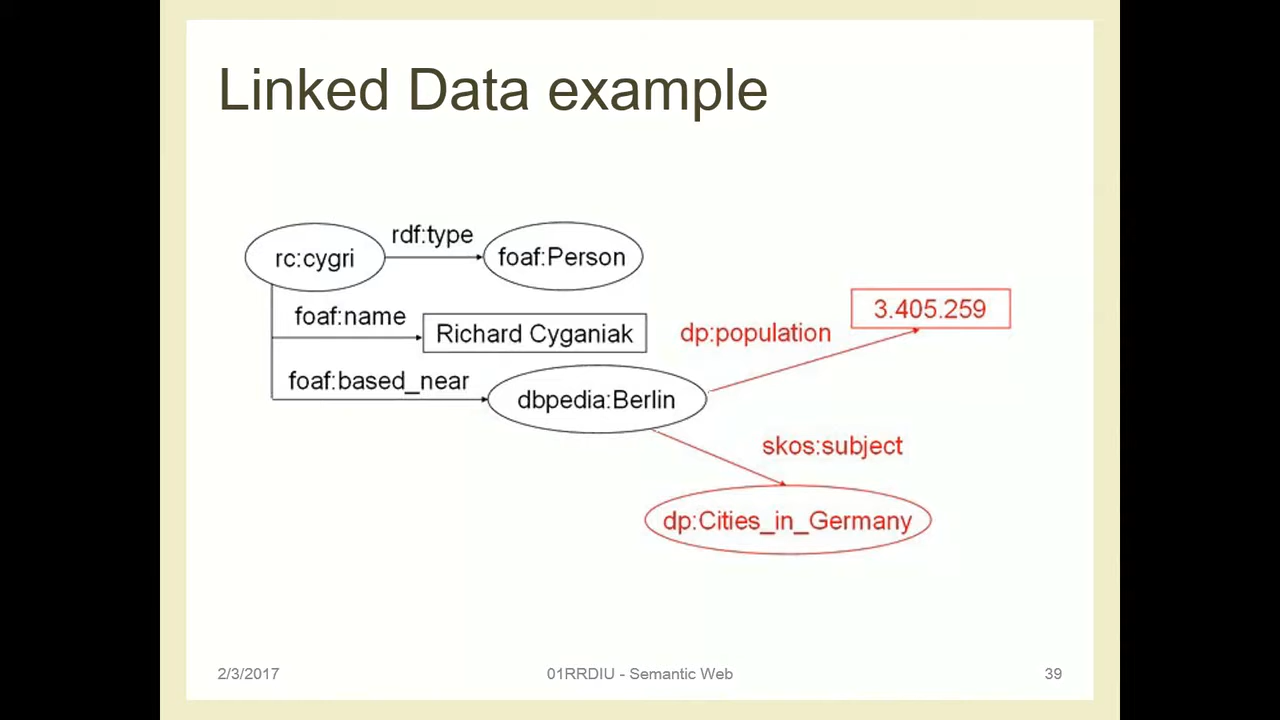 Linked Data example
rdf:type
rc:cygri
foaf:Person
foaf:name
Richard Cyganiak
foaf:based_near
dbpedia:Berlin
dp:population
3.405.259
skos:subject
dp:Cities_in_Germany
2/3/2017
01RRDIU - Semantic Web
39